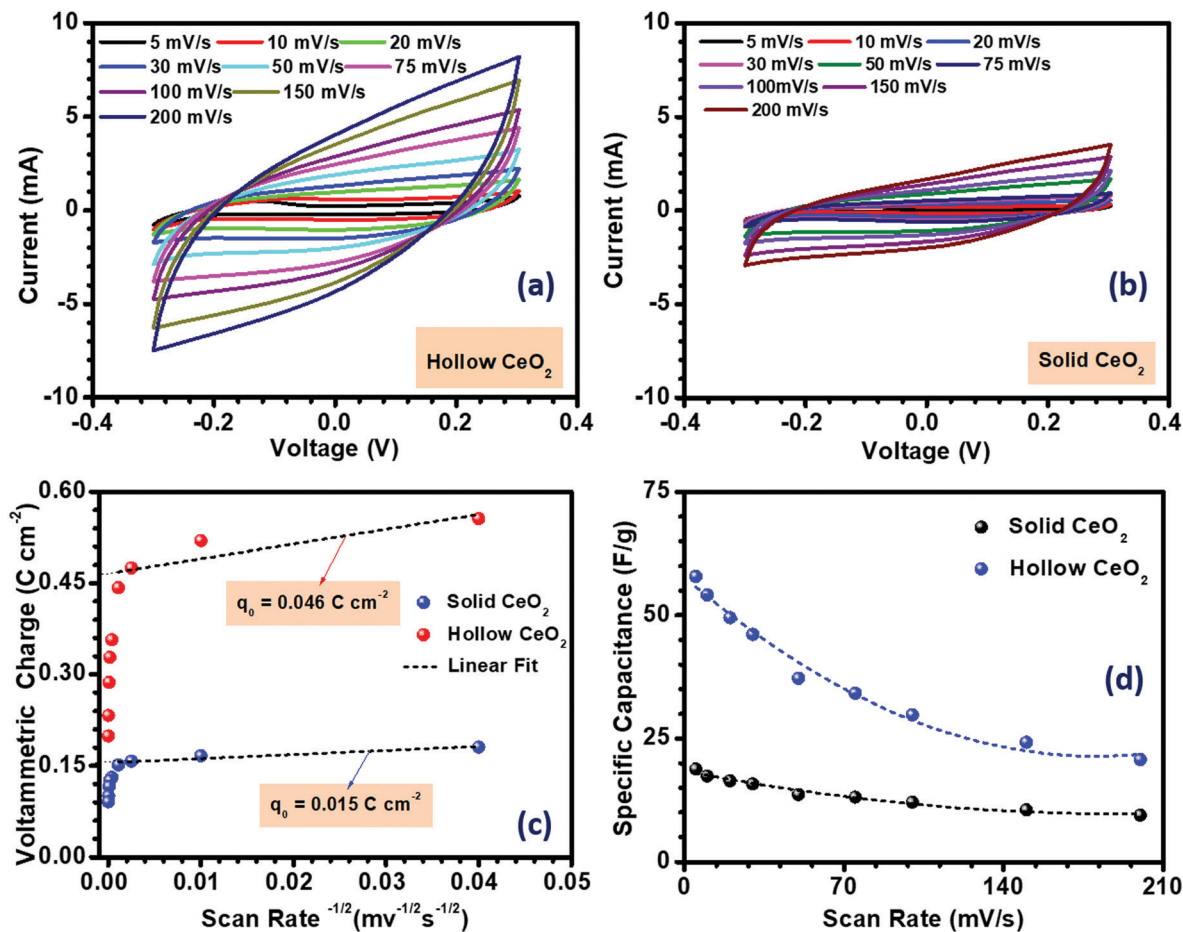 5 mV/s 10 mV/s 20 mV/s
30 mV/s 50 mV/s 75 mV/s
100 mV/s 150 mV/s
200 mV/s
10
5
0
-5
-10
Current (mA)
-0.4 -0.2 0.0 0.2 0.4
Voltage (V)
(a)
Hollow CeO₂
5 mV/s 10 mV/s 20 mV/s
30 mV/s 50 mV/s 75 mV/s
100mV/s 150 mV/s
200 mV/s
10
5
0
-5
-10
Current (mA)
-0.4 -0.2 0.0 0.2 0.4
Voltage (V)
(b)
Solid CeO₂
0.60
0.45
0.30
0.15
0.00
Voltammetric Charge (C cm⁻²)
q₀ = 0.046 C cm⁻²
Solid CeO₂
Hollow CeO₂
Linear Fit
q₀ = 0.015 C cm⁻²
(c)
0.00 0.01 0.02 0.03 0.04 0.05
Scan Rate ⁻¹/²(mv⁻¹/²s⁻¹/²)
75
50
25
0
Specific Capacitance (F/g)
Solid CeO₂
Hollow CeO₂
(d)
0 70 140 210
Scan Rate (mV/s)